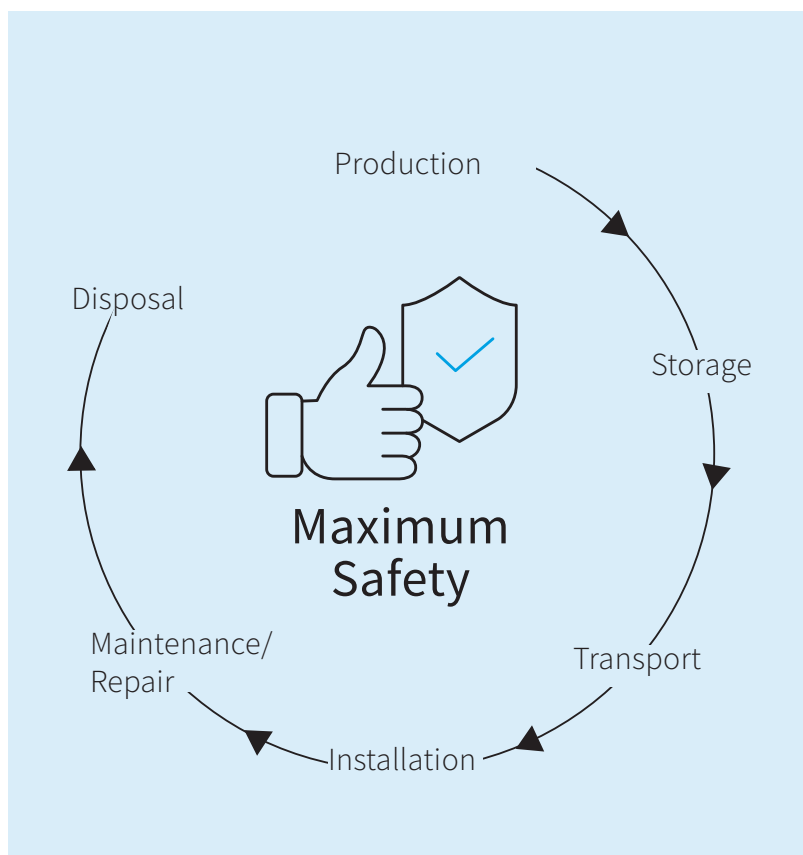 Production
Storage
Transport
Installation
Maintenance/
Repair
Disposal
Maximum
Safety